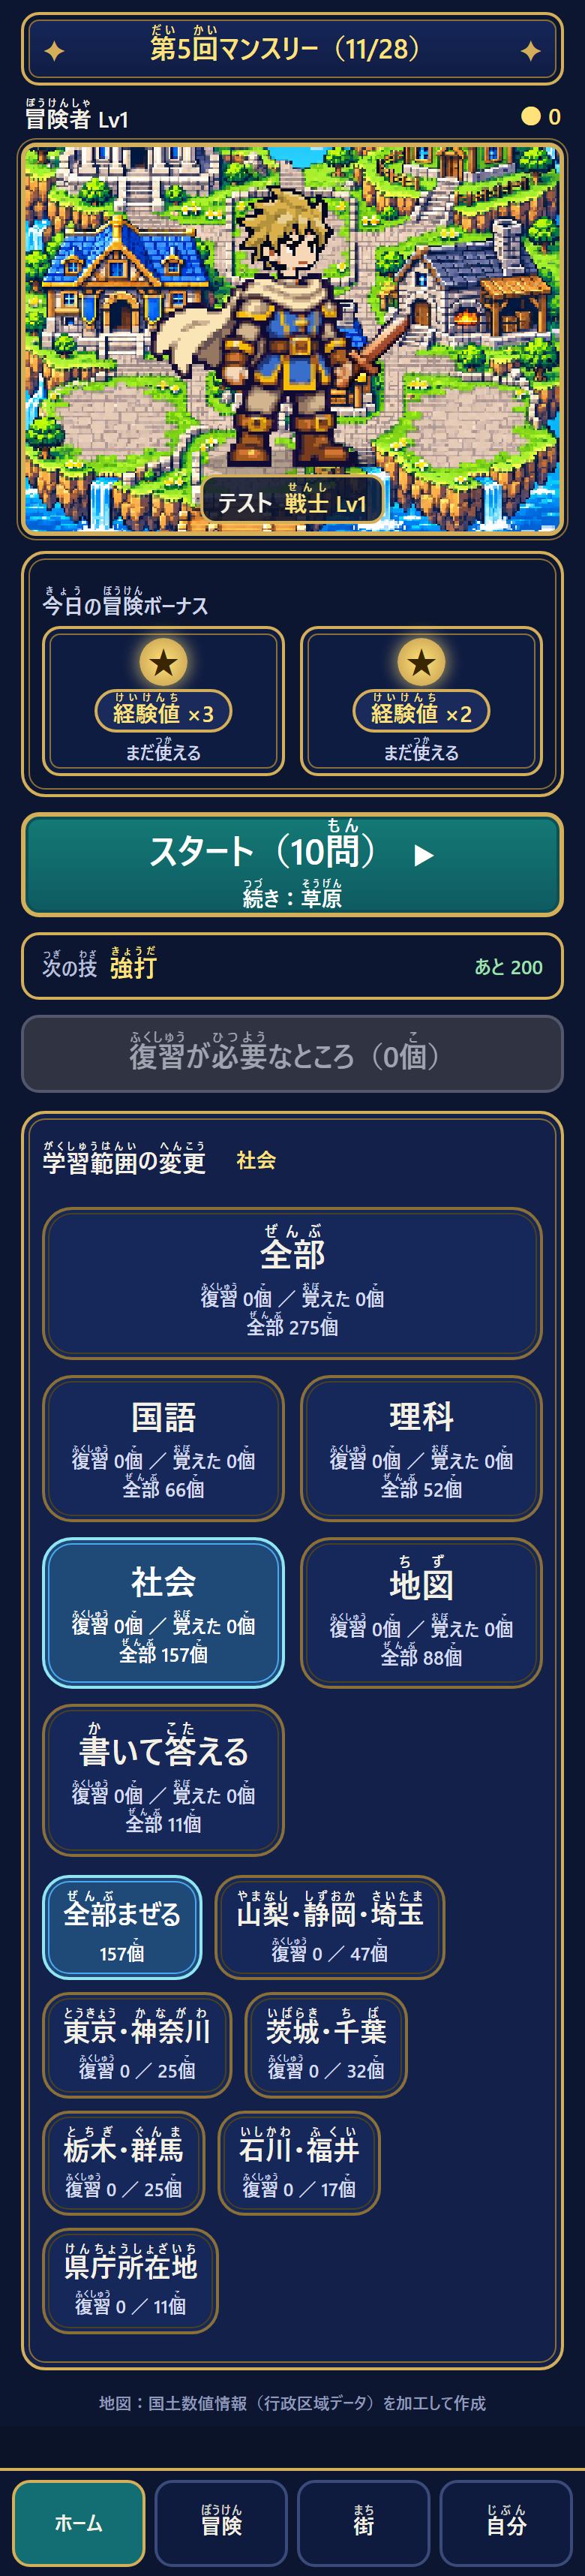 第5回マンスリー（11/28）
冒険者 Lv1
0
テスト 戦士 Lv1
今日の冒険ボーナス
経験値 ×3
まだ使える
経験値 ×2
まだ使える
スタート（10問） ▶
続き：草原
次の技 強打
あと 200
復習が必要なところ（0個）
学習範囲の変更 社会
全部
復習 0個 ／ 覚えた 0個
全部 275個
国語
復習 0個 ／ 覚えた 0個
全部 66個
理科
復習 0個 ／ 覚えた 0個
全部 52個
社会
復習 0個 ／ 覚えた 0個
全部 157個
地図
復習 0個 ／ 覚えた 0個
全部 88個
書いて答える
復習 0個 ／ 覚えた 0個
全部 11個
全部まぜる
157個
山梨・静岡・埼玉
復習 0 ／ 47個
東京・神奈川
復習 0 ／ 25個
茨城・千葉
復習 0 ／ 32個
栃木・群馬
復習 0 ／ 25個
石川・福井
復習 0 ／ 17個
県庁所在地
復習 0 ／ 11個
地図：国土数値情報（行政区域データ）を加工して作成
ホーム
冒険
街
自分